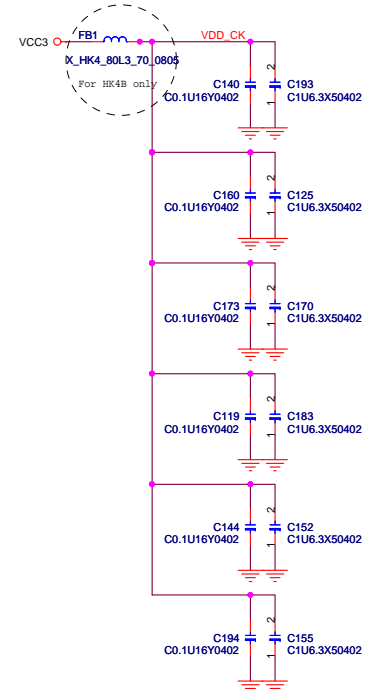 VCC3 FB1 VDD_CK
X_HK4_80L3_70_0805
For HK4B only
C140 2 C193
C0.1U16Y0402 1 C1U6.3X50402
C160 2 C125
C0.1U16Y0402 1 C1U6.3X50402
C173 2 C170
C0.1U16Y0402 1 C1U6.3X50402
C119 2 C183
C0.1U16Y0402 1 C1U6.3X50402
C144 2 C152
C0.1U16Y0402 1 C1U6.3X50402
C194 2 C155
C0.1U16Y0402 1 C1U6.3X50402